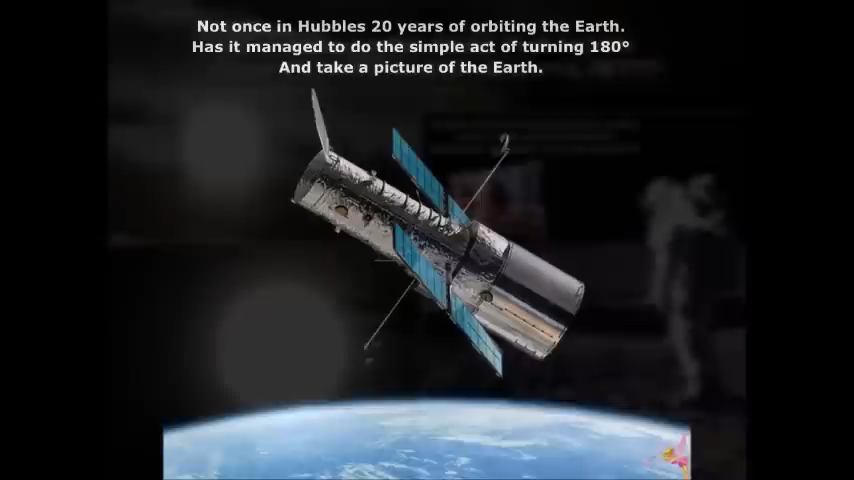 Not once in Hubbles 20 years of orbiting the Earth.
Has it managed to do the simple act of turning 180°
And take a picture of the Earth.